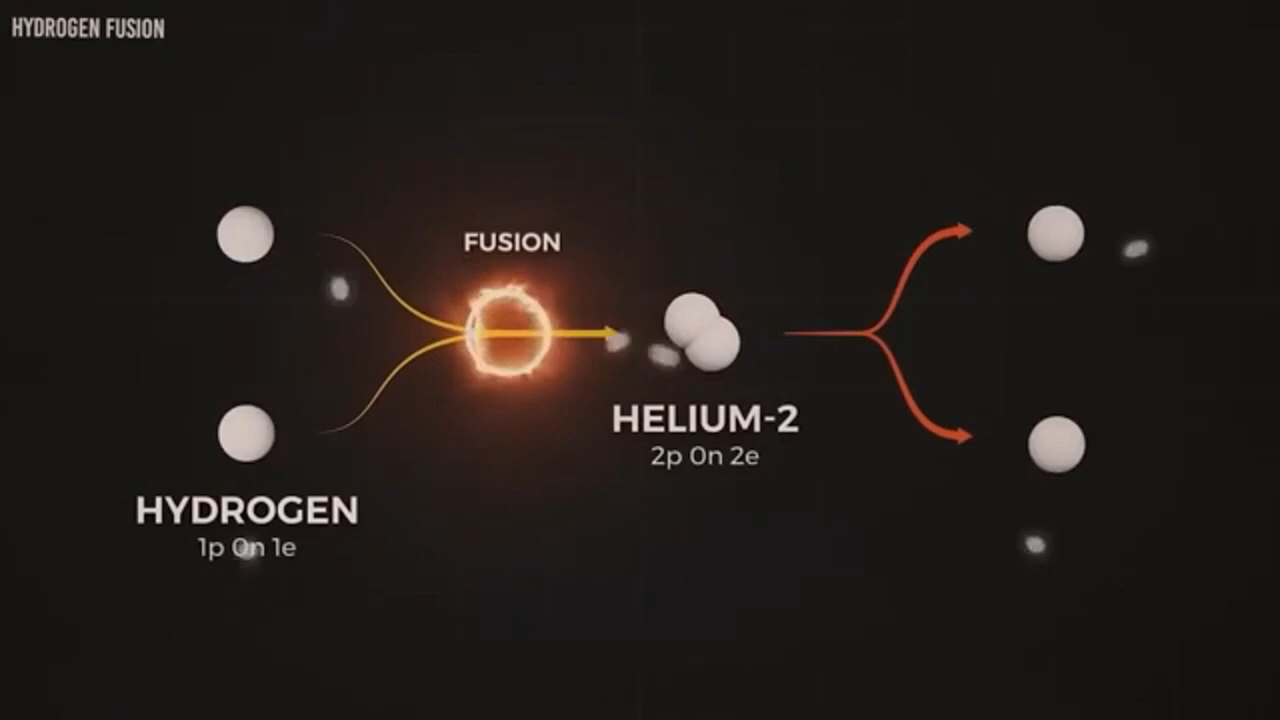 HYDROGEN FUSION
FUSION
HELIUM-2
2p 0n 2e
HYDROGEN
1p 0n 1e